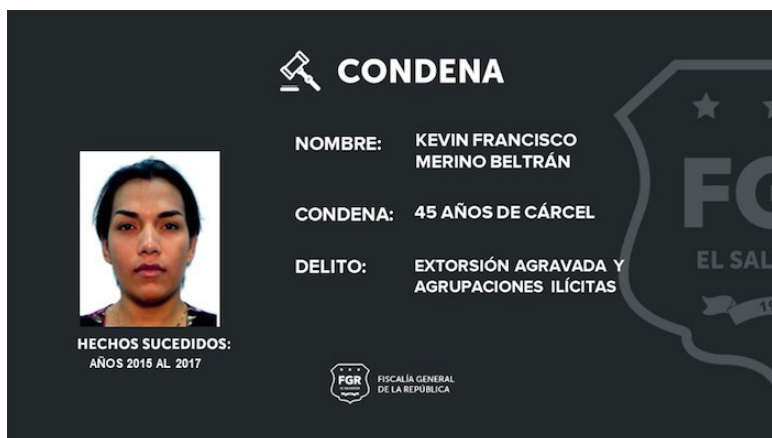 CONDENA
NOMBRE: KEVIN FRANCISCO
MERINO BELTRÁN
CONDENA: 45 AÑOS DE CÁRCEL
DELITO: EXTORSIÓN AGRAVADA Y
AGRUPACIONES ILÍCITAS
HECHOS SUCEDIDOS:
AÑOS 2015 AL 2017
FGR
FISCALÍA GENERAL
DE LA REPÚBLICA
FG
EL SAL